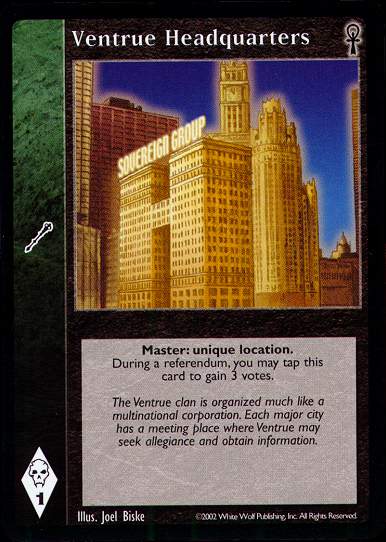 Ventrue Headquarters
SOVEREIGN GROUP
Master: unique location.
During a referendum, you may tap this
card to gain 3 votes.
The Ventrue clan is organized much like a
multinational corporation. Each major city
has a meeting place where Ventrue may
seek allegiance and obtain information.
1
Illus. Joel Biske
©2002 White Wolf Publishing, Inc. All Rights Reserved.